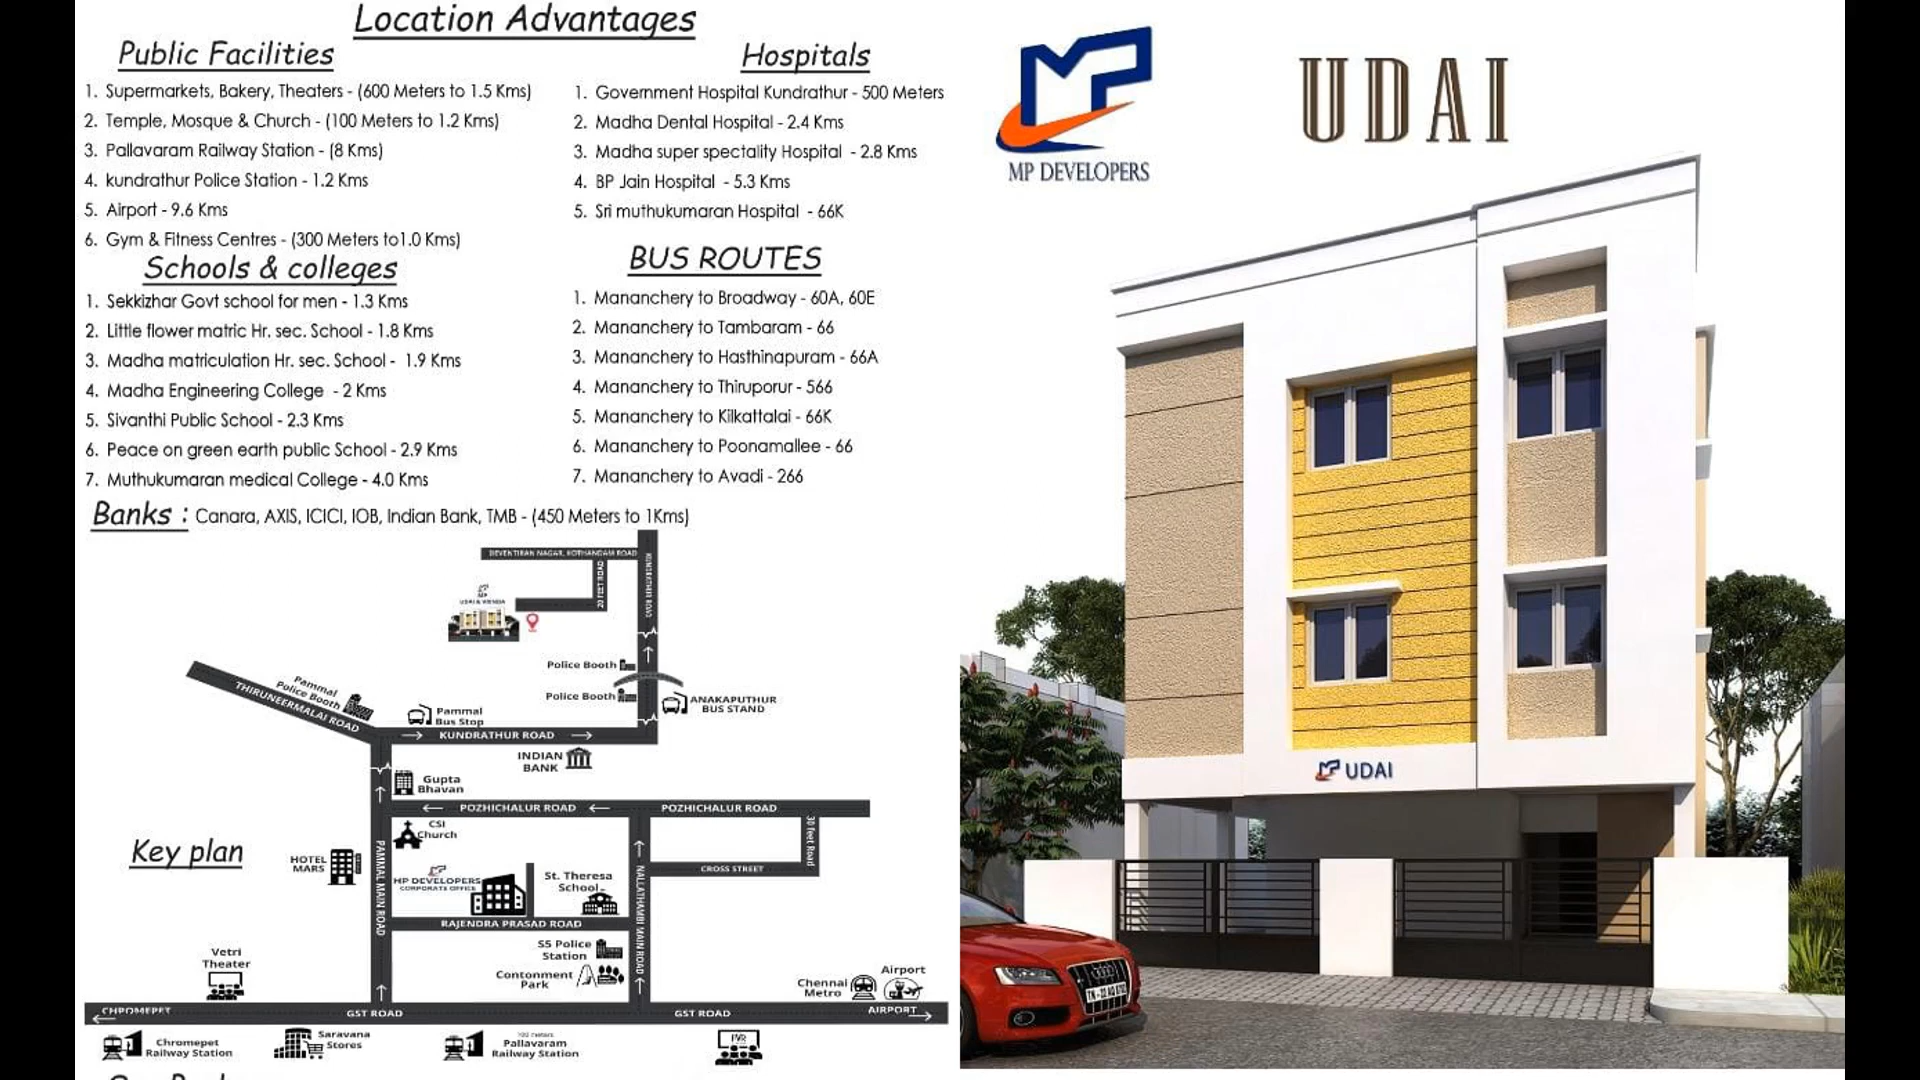 Location Advantages
Public Facilities
1. Supermarkets, Bakery, Theaters - (600 Meters to 1.5 Kms)
2. Temple, Mosque & Church - (100 Meters to 1.2 Kms)
3. Pallavaram Railway Station - (8 Kms)
4. kundrathur Police Station - 1.2 Kms
5. Airport - 9.6 Kms
6. Gym & Fitness Centres - (300 Meters to1.0 Kms)
Schools & colleges
1. Sekkizhar Govt school for men - 1.3 Kms
2. Little flower matric Hr. sec. School - 1.8 Kms
3. Madha matriculation Hr. sec. School - 1.9 Kms
4. Madha Engineering College - 2 Kms
5. Sivanthi Public School - 2.3 Kms
6. Peace on green earth public School - 2.9 Kms
7. Muthukumaran medical College - 4.0 Kms
Banks : Canara, AXIS, ICICI, IOB, Indian Bank, TMB - (450 Meters to 1Kms)
Hospitals
1. Government Hospital Kundrathur - 500 Meters
2. Madha Dental Hospital - 2.4 Kms
3. Madha super spectality Hospital - 2.8 Kms
4. BP Jain Hospital - 5.3 Kms
5. Sri muthukumaran Hospital - 66K
BUS ROUTES
1. Mananchery to Broadway - 60A, 60E
2. Mananchery to Tambaram - 66
3. Mananchery to Hasthinapuram - 66A
4. Mananchery to Thiruporur - 566
5. Mananchery to Kilkattalai - 66K
6. Mananchery to Poonamallee - 66
7. Mananchery to Avadi - 266
MP DEVELOPERS
UDAI
MP UDAI
KOTHANDAM ROAD
20 FEET ROAD
KUNDRATHUR ROAD
MP
Police Booth
Police Booth
ANAKAPUTHUR
BUS STAND
Pammal
Police Booth
THIRUNEERMALAI ROAD
Pammal
Bus Stop
KUNDRATHUR ROAD
INDIAN
BANK
Gupta
Bhavan
POZHICHALUR ROAD
POZHICHALUR ROAD
30 feet Road
CSI
Church
CROSS STREET
Key plan
HOTEL
MARS
PAMMAL MAIN ROAD
MP DEVELOPERS
CORPORATE OFFICE
St. Theresa
School
NALLATHAMBI MAIN ROAD
RAJENDRA PRASAD ROAD
S5 Police
Station
Contonment
Park
Vetri
Theater
Chennai
Metro
Airport
CHROMEPET
GST ROAD
GST ROAD
AIRPORT
Chromepet
Railway Station
Saravana
Stores
Pallavaram
Railway Station
PVR